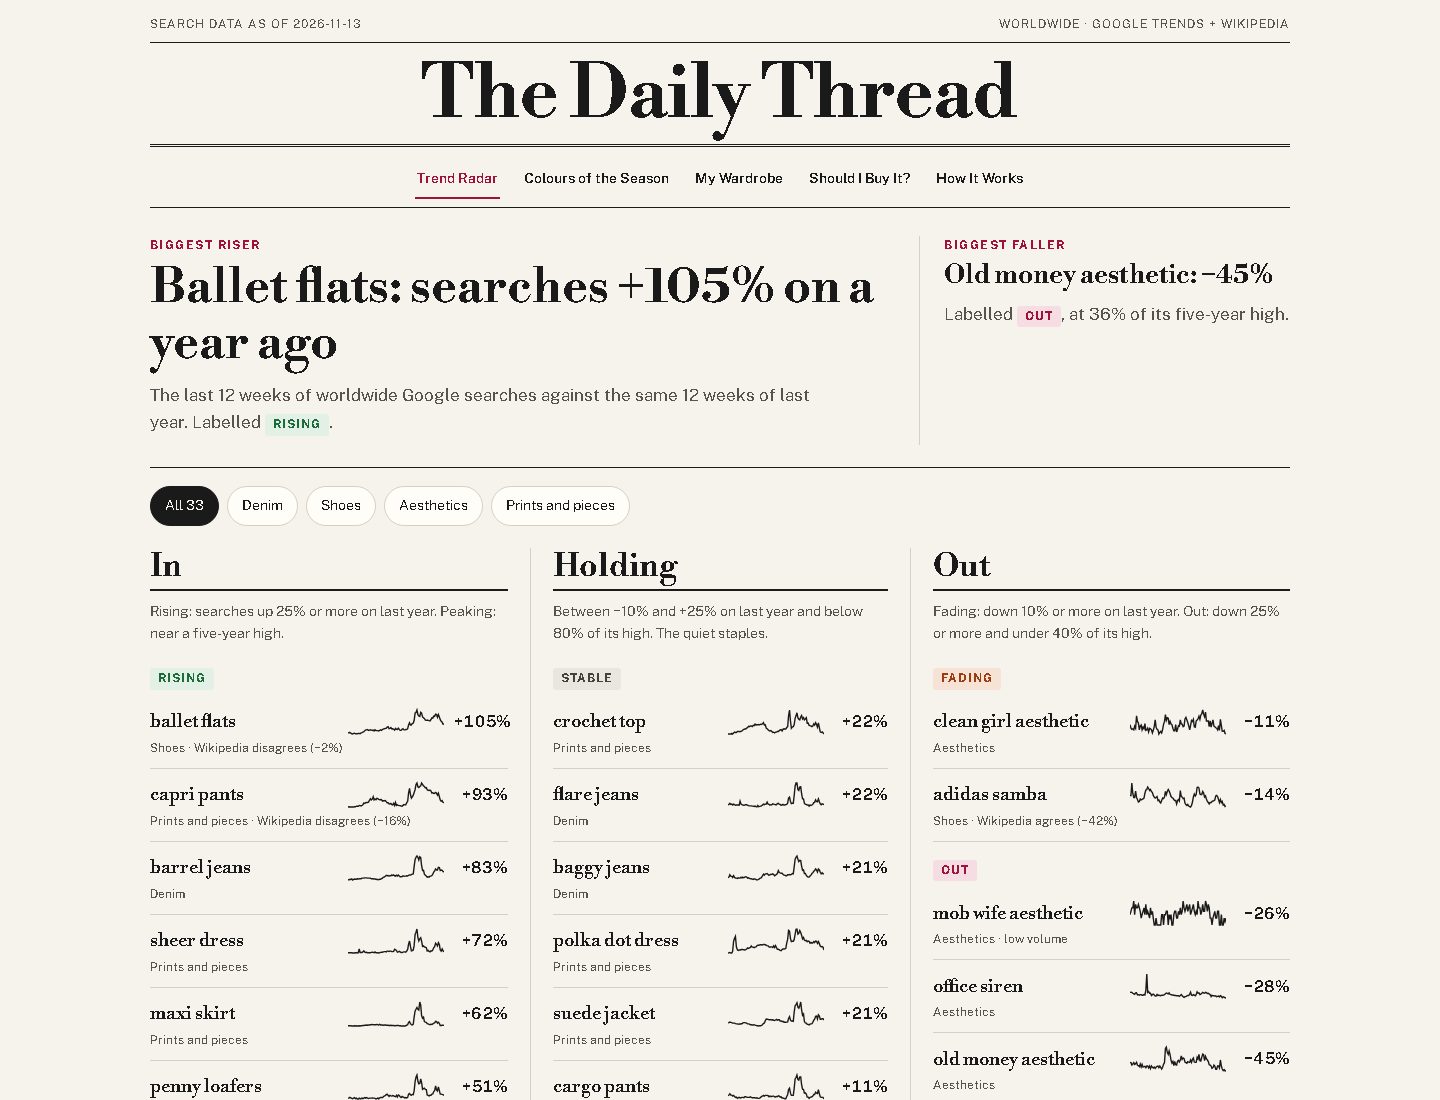 SEARCH DATA AS OF 2026-11-13
WORLDWIDE · GOOGLE TRENDS + WIKIPEDIA
The Daily Thread
Trend Radar
Colours of the Season
My Wardrobe
Should I Buy It?
How It Works
BIGGEST RISER
Ballet flats: searches +105% on a
year ago
The last 12 weeks of worldwide Google searches against the same 12 weeks of last
year. Labelled RISING.
BIGGEST FALLER
Old money aesthetic: −45%
Labelled OUT, at 36% of its five-year high.
All 33
Denim
Shoes
Aesthetics
Prints and pieces
In
Rising: searches up 25% or more on last year. Peaking:
near a five-year high.
RISING
ballet flats +105%
Shoes · Wikipedia disagrees (−2%)
capri pants +93%
Prints and pieces · Wikipedia disagrees (−16%)
barrel jeans +83%
Denim
sheer dress +72%
Prints and pieces
maxi skirt +62%
Prints and pieces
penny loafers +51%
Holding
Between −10% and +25% on last year and below
80% of its high. The quiet staples.
STABLE
crochet top +22%
Prints and pieces
flare jeans +22%
Denim
baggy jeans +21%
Denim
polka dot dress +21%
Prints and pieces
suede jacket +21%
Prints and pieces
cargo pants +11%
Out
Fading: down 10% or more on last year. Out: down 25%
or more and under 40% of its high.
FADING
clean girl aesthetic −11%
Aesthetics
adidas samba −14%
Shoes · Wikipedia agrees (−42%)
OUT
mob wife aesthetic −26%
Aesthetics · low volume
office siren −28%
Aesthetics
old money aesthetic −45%
Aesthetics